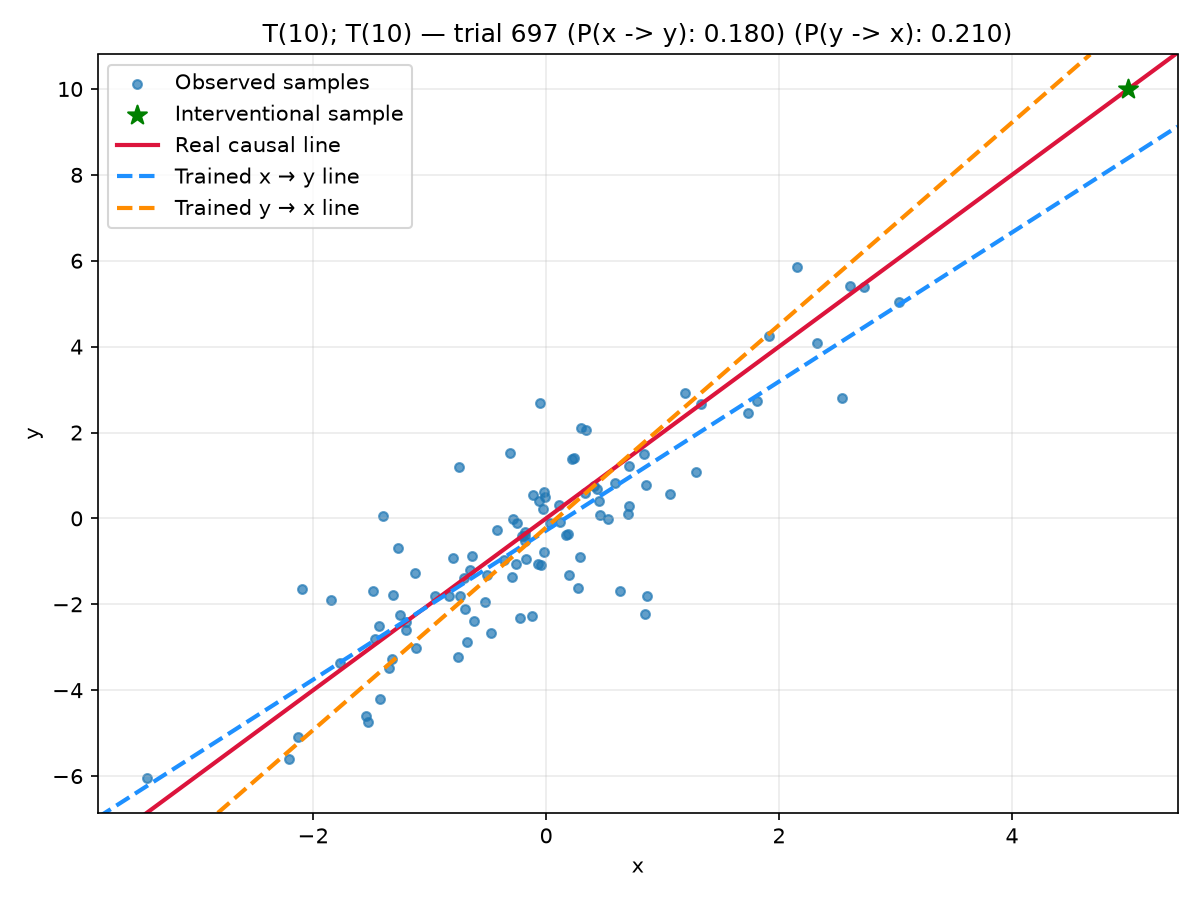 T(10); T(10) — trial 697 (P(x -> y): 0.180) (P(y -> x): 0.210)
Observed samples
Interventional sample
Real causal line
Trained x → y line
Trained y → x line
10
8
6
4
2
0
−2
−4
−6
y
−2 0 2 4
x